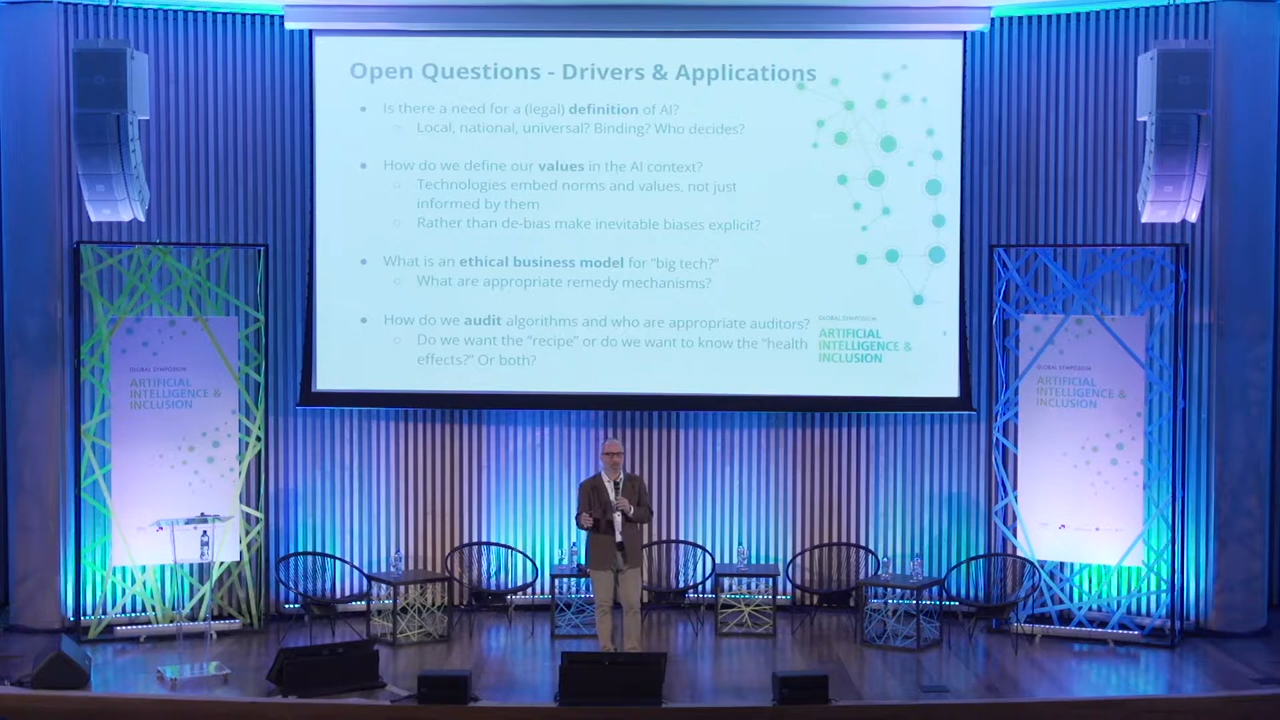 Open Questions - Drivers & Applications
• Is there a need for a (legal) definition of AI?
○ Local, national, universal? Binding? Who decides?
• How do we define our values in the AI context?
○ Technologies embed norms and values, not just
informed by them
○ Rather than de-bias make inevitable biases explicit?
• What is an ethical business model for “big tech?”
○ What are appropriate remedy mechanisms?
• How do we audit algorithms and who are appropriate auditors?
○ Do we want the “recipe” or do we want to know the “health
effects?” Or both?
GLOBAL SYMPOSIUM
ARTIFICIAL
INTELLIGENCE &
INCLUSION
GLOBAL SYMPOSIUM
ARTIFICIAL
INTELLIGENCE &
INCLUSION
GLOBAL SYMPOSIUM
ARTIFICIAL
INTELLIGENCE &
INCLUSION